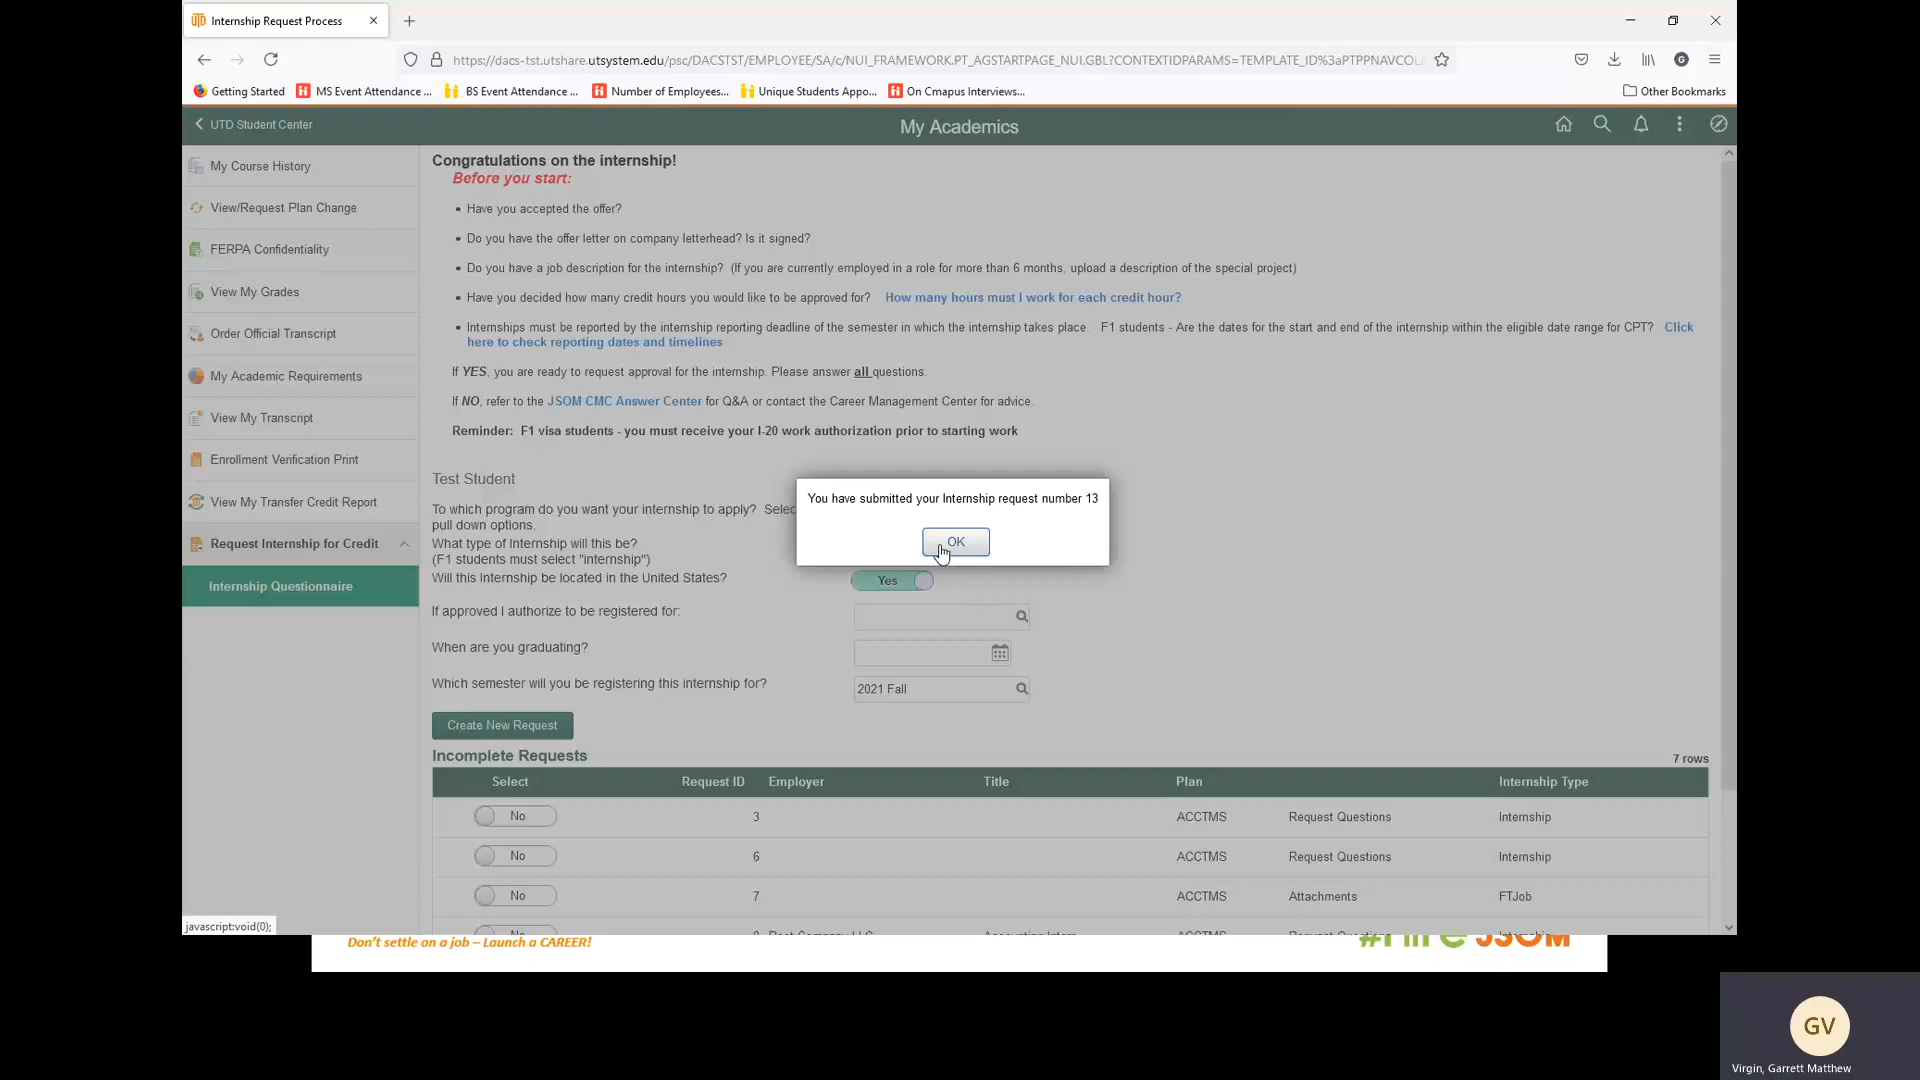 Internship Request Process
https://dacs-tst.utshare.utsystem.edu/psc/DACSTST/EMPLOYEE/SA/c/NUI_FRAMEWORK.PT_AGSTARTPAGE_NUI.GBL?CONTEXTIDPARAMS=TEMPLATE_ID%3aPTPPNAVCOL
Getting Started MS Event Attendance ... BS Event Attendance ... Number of Employees... Unique Students Appo... On Cmapus Interviews... Other Bookmarks
UTD Student Center
My Academics
My Course History
View/Request Plan Change
FERPA Confidentiality
View My Grades
Order Official Transcript
My Academic Requirements
View My Transcript
Enrollment Verification Print
View My Transfer Credit Report
Request Internship for Credit
Internship Questionnaire
Congratulations on the internship!
Before you start:
• Have you accepted the offer?
• Do you have the offer letter on company letterhead? Is it signed?
• Do you have a job description for the internship? (If you are currently employed in a role for more than 6 months, upload a description of the special project)
• Have you decided how many credit hours you would like to be approved for? How many hours must I work for each credit hour?
• Internships must be reported by the internship reporting deadline of the semester in which the internship takes place. F1 students - Are the dates for the start and end of the internship within the eligible date range for CPT? Click
here to check reporting dates and timelines
If YES, you are ready to request approval for the internship. Please answer all questions.
If NO, refer to the JSOM CMC Answer Center for Q&A or contact the Career Management Center for advice.
Reminder: F1 visa students - you must receive your I-20 work authorization prior to starting work
Test Student
To which program do you want your internship to apply? Selec
pull down options.
What type of Internship will this be?
(F1 students must select "internship")
You have submitted your Internship request number 13
OK
Will this Internship be located in the United States? Yes
If approved I authorize to be registered for:
When are you graduating?
Which semester will you be registering this internship for? 2021 Fall
Create New Request
Incomplete Requests
7 rows
Select Request ID Employer Title Plan Internship Type
No 3 ACCTMS Request Questions Internship
No 6 ACCTMS Request Questions Internship
No 7 ACCTMS Attachments FTJob
javascript:void(0);
Don't settle on a job – Launch a CAREER!
#Hire JSOM
GV
Virgin, Garrett Matthew